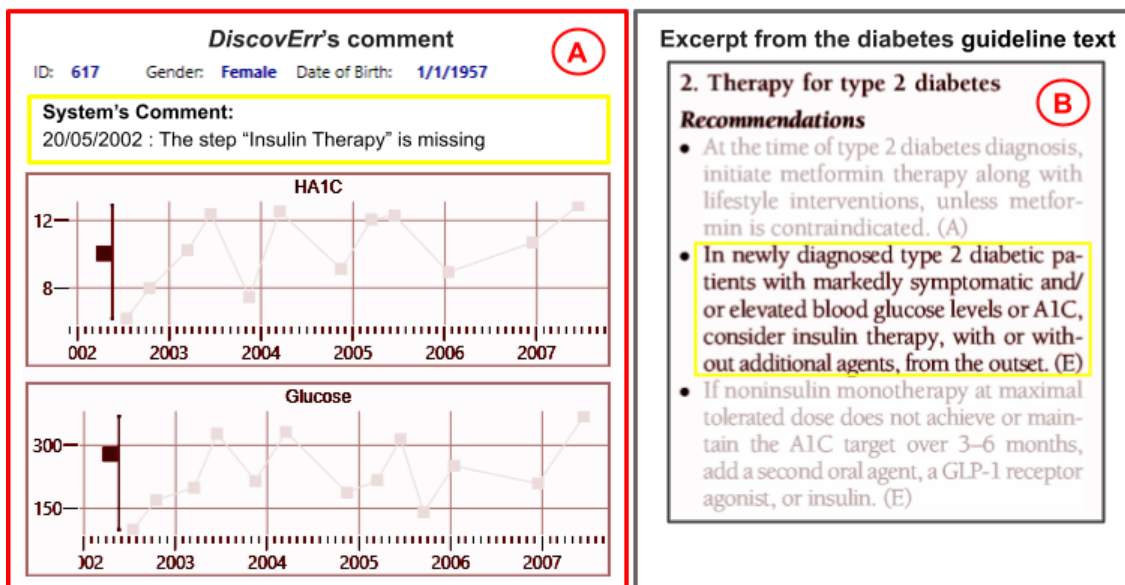 DiscovErr's comment
A
ID: 617 Gender: Female Date of Birth: 1/1/1957
System's Comment:
20/05/2002 : The step “Insulin Therapy” is missing
HA1C
12
8
002 2003 2004 2005 2006 2007
Glucose
300
150
)02 2003 2004 2005 2006 2007
Excerpt from the diabetes guideline text
B
2. Therapy for type 2 diabetes
Recommendations
• At the time of type 2 diabetes diagnosis,
initiate metformin therapy along with
lifestyle interventions, unless metfor-
min is contraindicated. (A)
• In newly diagnosed type 2 diabetic pa-
tients with markedly symptomatic and/
or elevated blood glucose levels or A1C,
consider insulin therapy, with or with-
out additional agents, from the outset. (E)
• If noninsulin monotherapy at maximal
tolerated dose does not achieve or main-
tain the A1C target over 3–6 months,
add a second oral agent, a GLP-1 receptor
agonist, or insulin. (E)